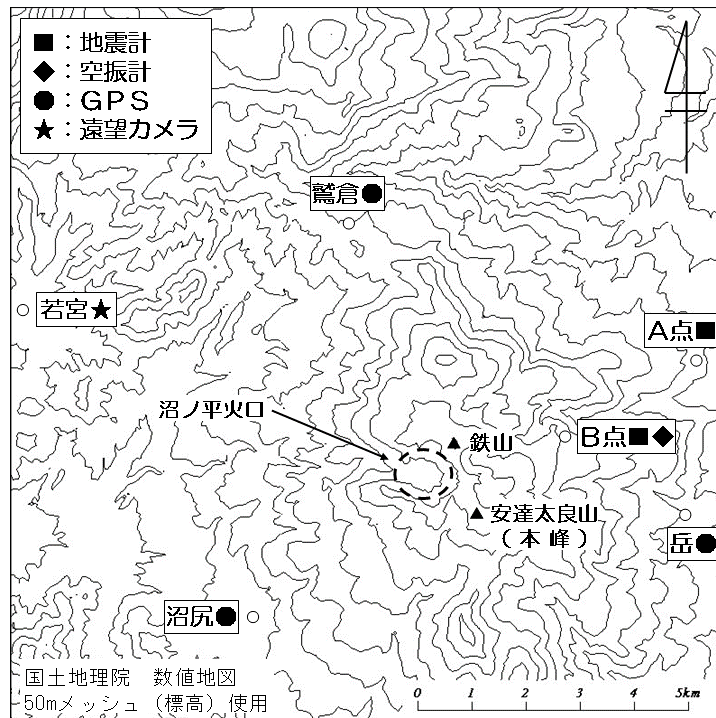 ■：地震計
◆：空振計
●：ＧＰＳ
★：遠望カメラ
鷲倉●
若宮★
Ａ点■
沼ノ平火口
▲ 鉄山
Ｂ点■◆
▲ 安達太良山
（ 本 峰 ）
岳●
沼尻●
国土地理院　数値地図
50mメッシュ（標高）使用
0 1 2 3 4 5km